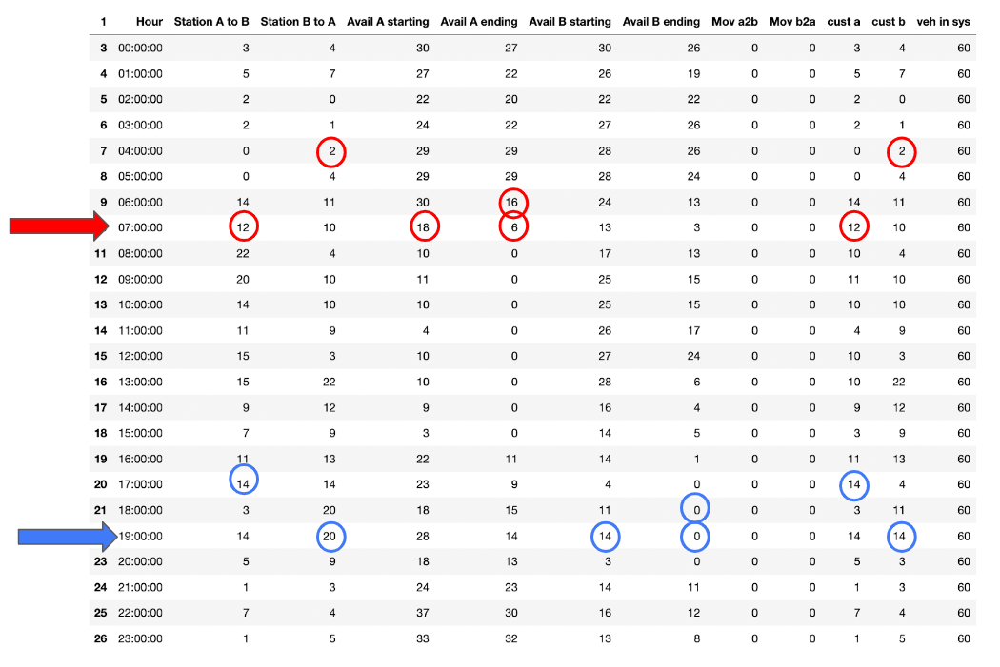 1 Hour Station A to B Station B to A Avail A starting Avail A ending Avail B starting Avail B ending Mov a2b Mov b2a cust a cust b veh in sys
3 00:00:00 3 4 30 27 30 26 0 0 3 4 60
4 01:00:00 5 7 27 22 26 19 0 0 5 7 60
5 02:00:00 2 0 22 20 22 22 0 0 2 0 60
6 03:00:00 2 1 24 22 27 26 0 0 2 1 60
7 04:00:00 0 2 29 29 28 26 0 0 0 2 60
8 05:00:00 0 4 29 29 28 24 0 0 0 4 60
9 06:00:00 14 11 30 16 24 13 0 0 14 11 60
07:00:00 12 10 18 6 13 3 0 0 12 10 60
11 08:00:00 22 4 10 0 17 13 0 0 10 4 60
12 09:00:00 20 10 11 0 25 15 0 0 11 10 60
13 10:00:00 14 10 10 0 25 15 0 0 10 10 60
14 11:00:00 11 9 4 0 26 17 0 0 4 9 60
15 12:00:00 15 3 10 0 27 24 0 0 10 3 60
16 13:00:00 15 22 10 0 28 6 0 0 10 22 60
17 14:00:00 9 12 9 0 16 4 0 0 9 12 60
18 15:00:00 7 9 3 0 14 5 0 0 3 9 60
19 16:00:00 11 13 22 11 14 1 0 0 11 13 60
20 17:00:00 14 14 23 9 4 0 0 0 14 4 60
21 18:00:00 3 20 18 15 11 0 0 0 3 11 60
19:00:00 14 20 28 14 14 0 0 0 14 14 60
23 20:00:00 5 9 18 13 3 0 0 0 5 3 60
24 21:00:00 1 3 24 23 14 11 0 0 1 3 60
25 22:00:00 7 4 37 30 16 12 0 0 7 4 60
26 23:00:00 1 5 33 32 13 8 0 0 1 5 60